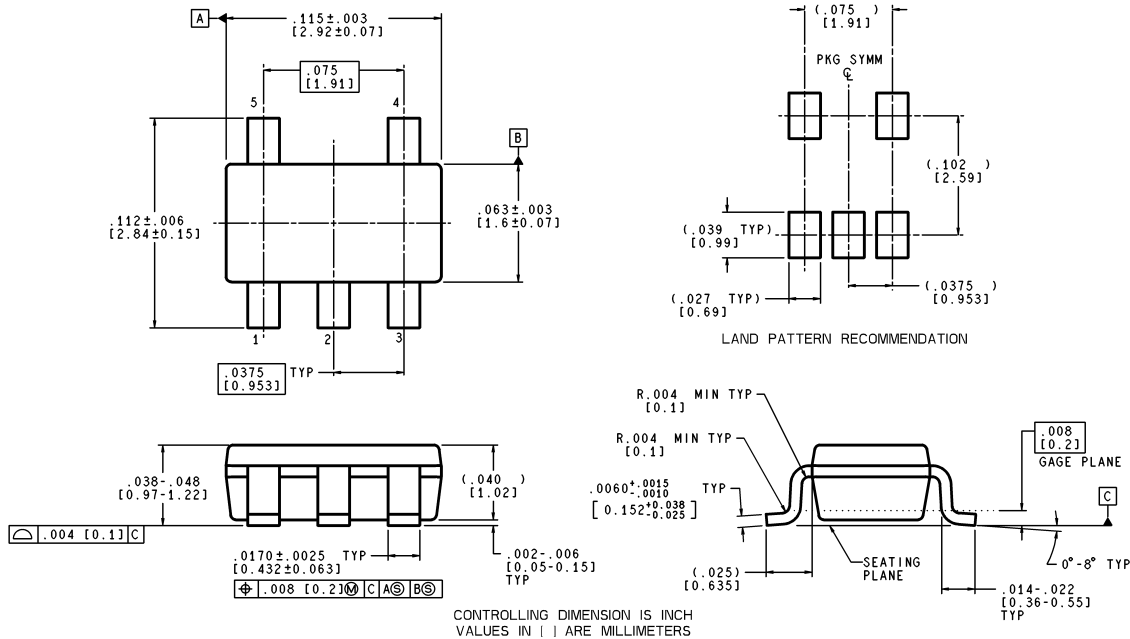 A
.115±.003
[2.92±0.07]
.075
[1.91]
5
4
B
.112±.006
[2.84±0.15]
.063±.003
[1.6±0.07]
1
2
3
.0375 TYP
[0.953]
(.075 )
[1.91]
PKG SYMM
℄
(.102 )
[2.59]
(.039 TYP)
[0.99]
(.027 TYP)
[0.69]
(.0375 )
[0.953]
LAND PATTERN RECOMMENDATION
.038-.048
[0.97-1.22]
(.040 )
[1.02]
⌓ .004 [0.1] C
.0170±.0025 TYP
[0.432±0.063]
⌖ .008 [0.2]Ⓜ C AⓈ BⓈ
.002-.006
[0.05-0.15]
TYP
R.004 MIN TYP
[0.1]
R.004 MIN TYP
[0.1]
.0060+.0015 -.0010 TYP
[0.152+0.038 -0.025]
.008
[0.2]
GAGE PLANE
C
SEATING
PLANE
0°-8° TYP
(.025)
[0.635]
.014-.022
[0.36-0.55]
TYP
CONTROLLING DIMENSION IS INCH
VALUES IN [ ] ARE MILLIMETERS